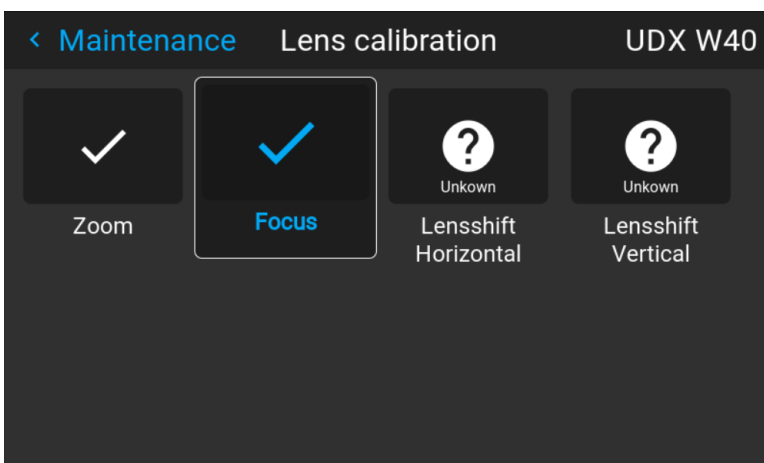 Maintenance Lens calibration UDX W40
Unkown Unkown
Zoom Focus Lensshift Lensshift
Horizontal Vertical